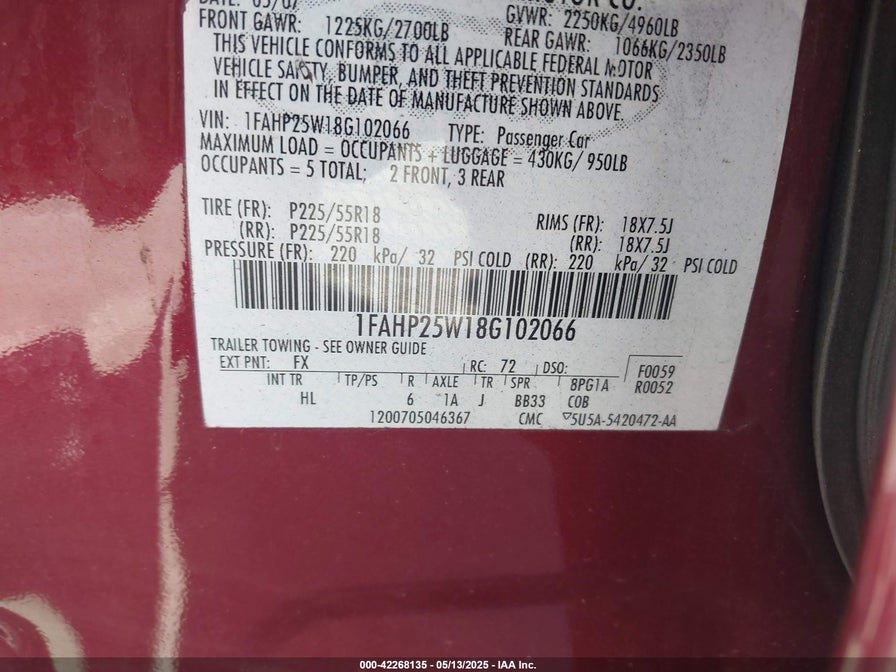 DATE: 05/07 MOTOR CO.
FRONT GAWR: 1225KG/2700LB GVWR: 2250KG/4960LB
REAR GAWR: 1066KG/2350LB
THIS VEHICLE CONFORMS TO ALL APPLICABLE FEDERAL MOTOR
VEHICLE SAFETY, BUMPER, AND THEFT PREVENTION STANDARDS
IN EFFECT ON THE DATE OF MANUFACTURE SHOWN ABOVE.
VIN: 1FAHP25W18G102066 TYPE: Passenger Car
MAXIMUM LOAD = OCCUPANTS + LUGGAGE = 430KG/ 950LB
OCCUPANTS = 5 TOTAL; 2 FRONT, 3 REAR
TIRE (FR): P225/55R18 RIMS (FR): 18X7.5J
(RR): P225/55R18 (RR): 18X7.5J
PRESSURE (FR): 220 kPa/ 32 PSI COLD (RR): 220 kPa/ 32 PSI COLD
1FAHP25W18G102066
TRAILER TOWING - SEE OWNER GUIDE
EXT PNT: FX RC: 72 DSO: F0059
INT TR TP/PS R AXLE TR SPR 8PG1A R0052
HL 6 1A J BB33 COB
1200705046367 CMC ▽5U5A-5420472-AA
000-42268135 - 05/13/2025 - IAA Inc.